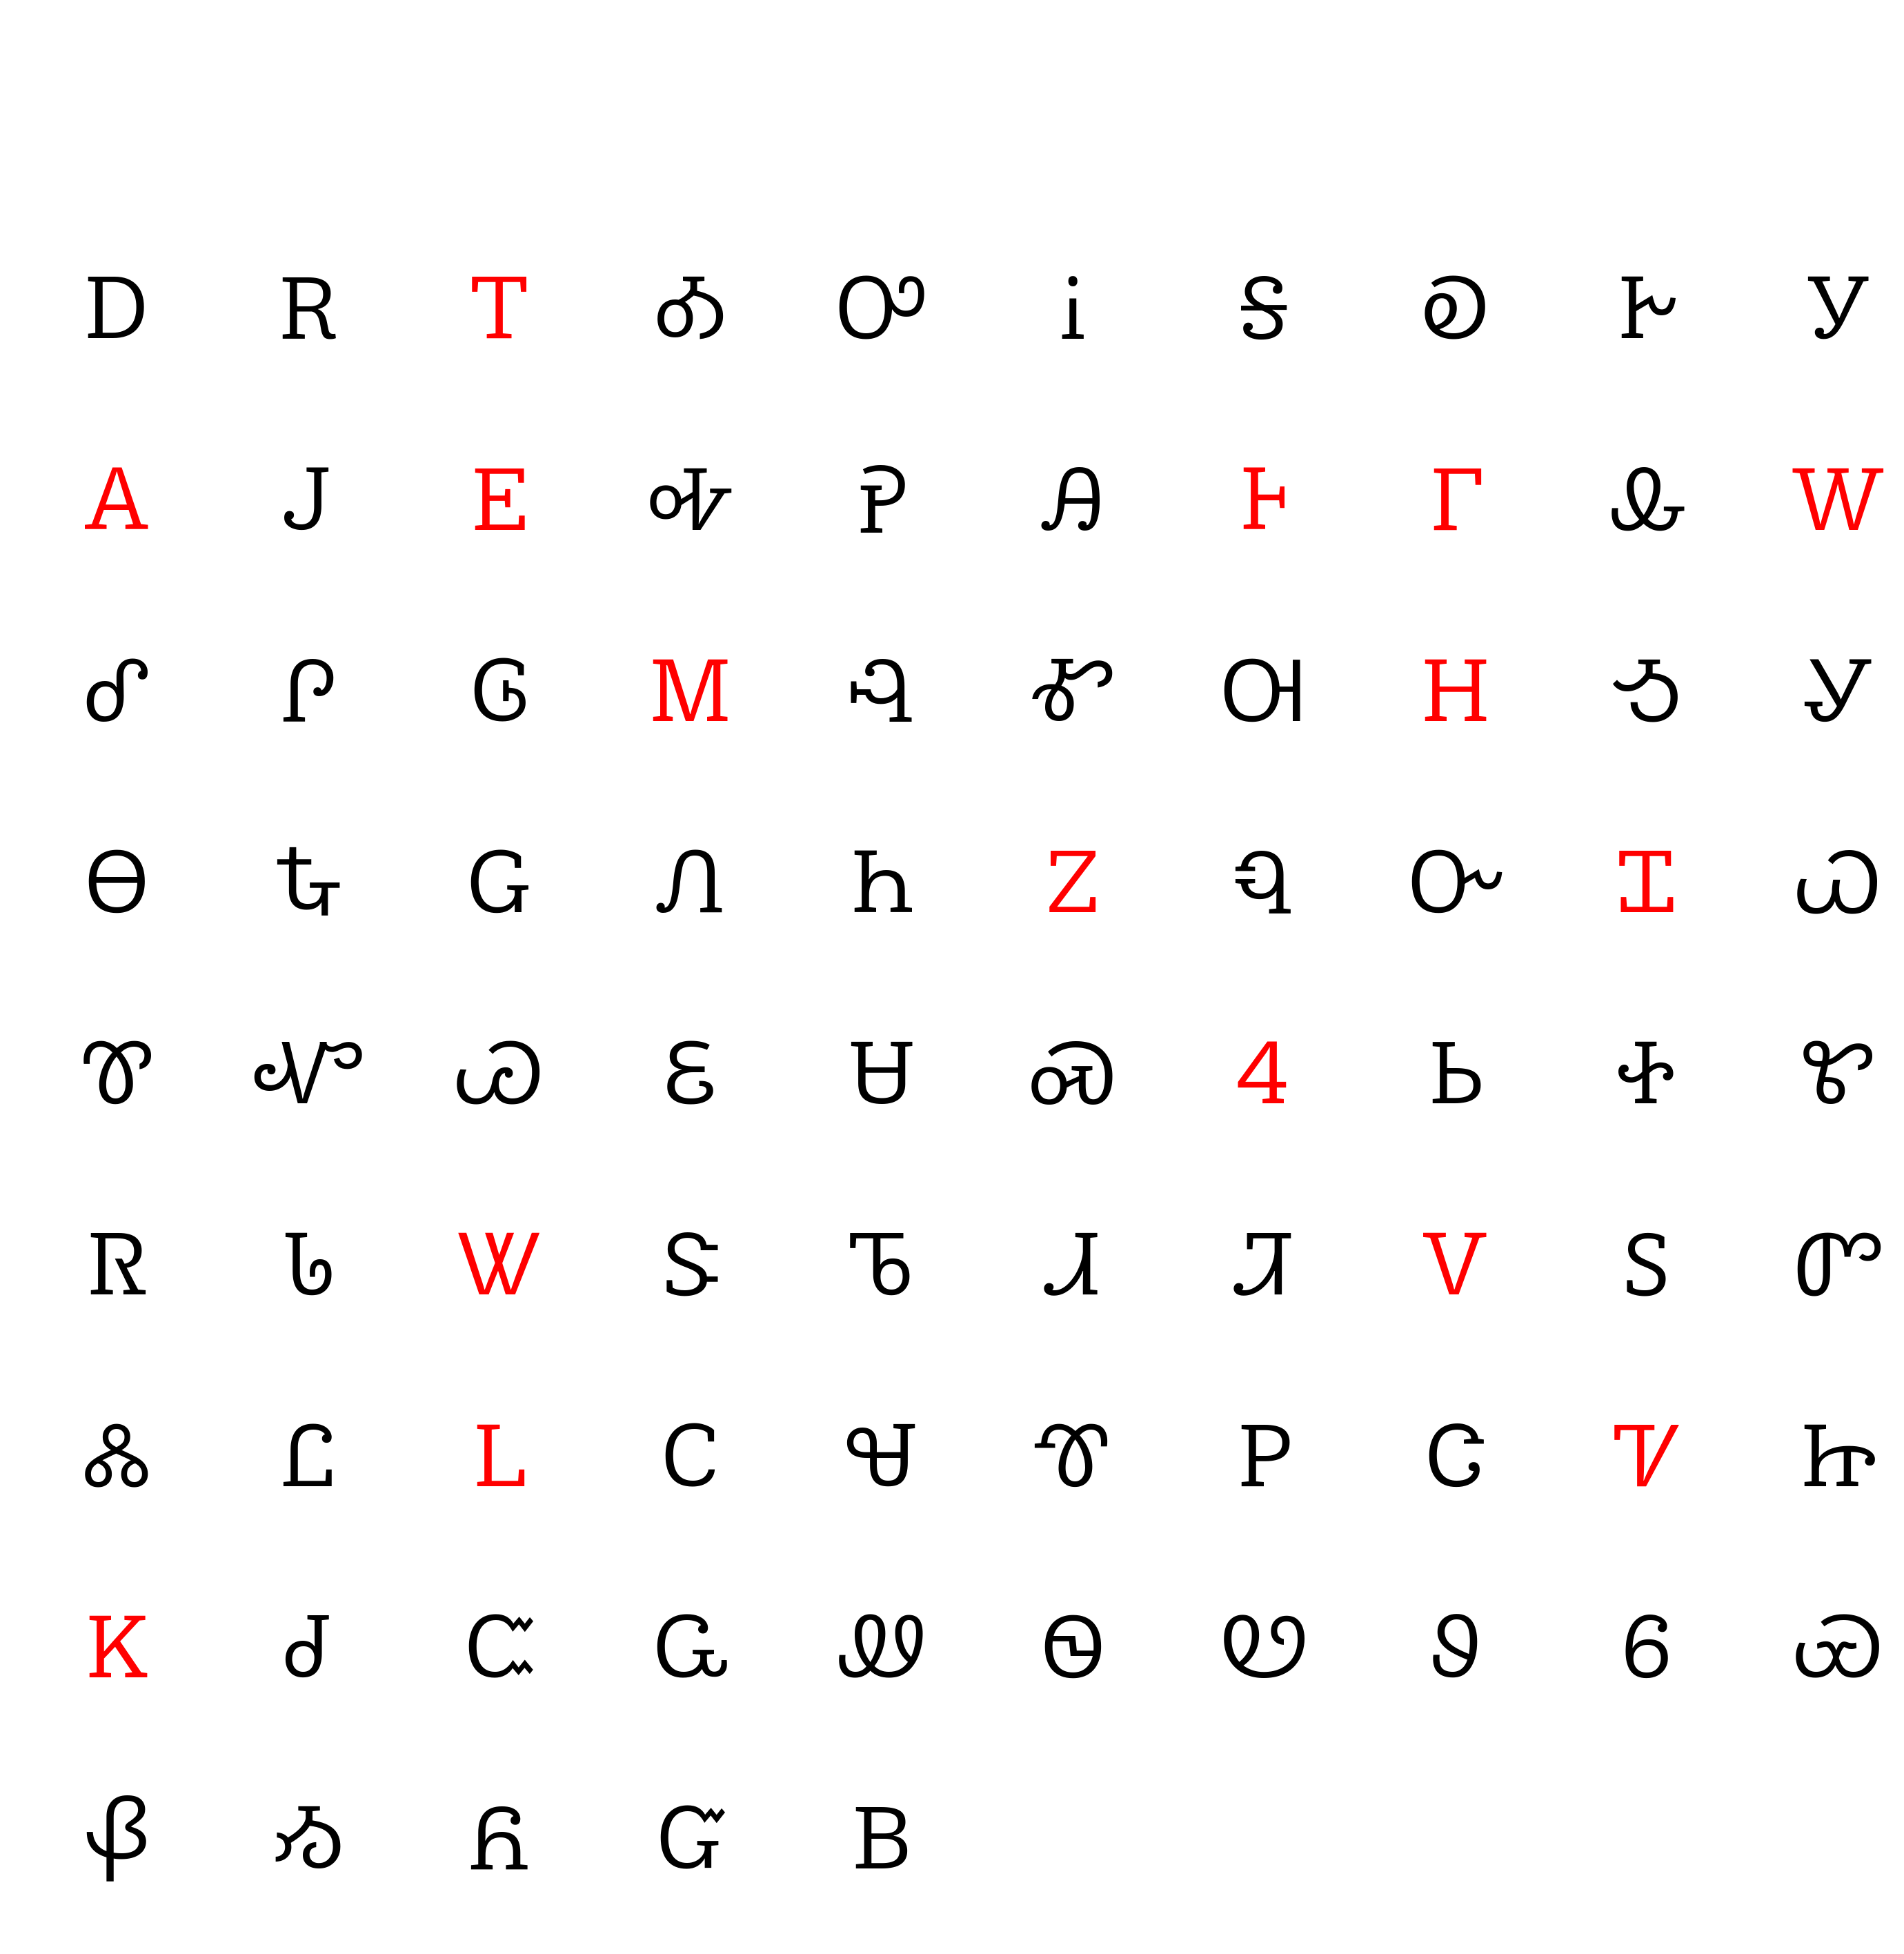 Ꭰ Ꭱ Ꭲ Ꭳ Ꭴ Ꭵ Ꭶ Ꭷ Ꭸ Ꭹ
Ꭺ Ꭻ Ꭼ Ꭽ Ꭾ Ꭿ Ꮀ Ꮁ Ꮂ Ꮃ
Ꮄ Ꮅ Ꮆ Ꮇ Ꮈ Ꮉ Ꮊ Ꮋ Ꮌ Ꮍ
Ꮎ Ꮏ Ꮐ Ꮑ Ꮒ Ꮓ Ꮔ Ꮕ Ꮖ Ꮗ
Ꮘ Ꮙ Ꮚ Ꮛ Ꮜ Ꮝ Ꮞ Ꮟ Ꮠ Ꮡ
Ꮢ Ꮣ Ꮤ Ꮥ Ꮦ Ꮧ Ꮨ Ꮩ Ꮪ Ꮫ
Ꮬ Ꮭ Ꮮ Ꮯ Ꮰ Ꮱ Ꮲ Ꮳ Ꮴ Ꮵ
Ꮶ Ꮷ Ꮸ Ꮹ Ꮺ Ꮻ Ꮼ Ꮽ Ꮾ Ꮿ
Ᏸ Ᏹ Ᏺ Ᏻ Ᏼ